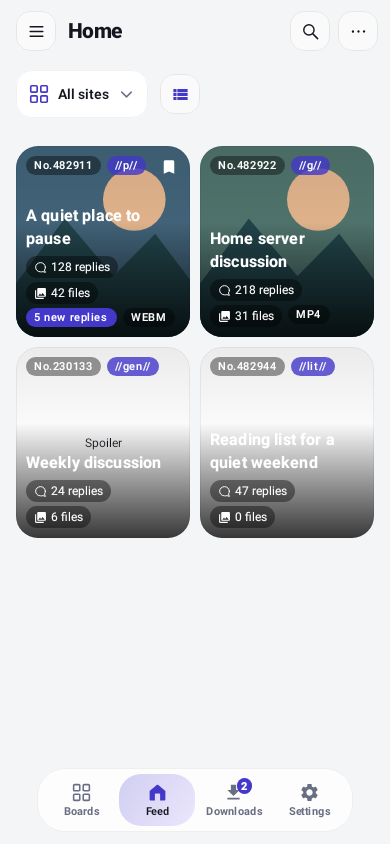 Home
All sites
No.482911 //p//
A quiet place to
pause
128 replies
42 files
5 new replies WEBM
No.482922 //g//
Home server
discussion
218 replies
31 files MP4
No.230133 //gen//
Spoiler
Weekly discussion
24 replies
6 files
No.482944 //lit//
Reading list for a
quiet weekend
47 replies
0 files
2
Boards Feed Downloads Settings